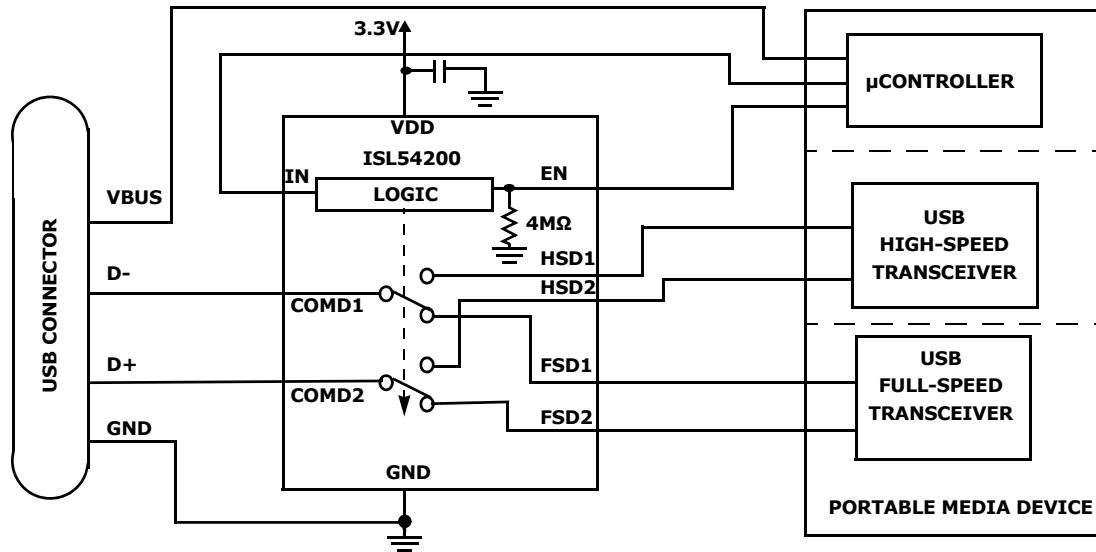 3.3V
µCONTROLLER
VDD
ISL54200
IN
LOGIC
EN
4MΩ
USB CONNECTOR
VBUS
D-
D+
GND
COMD1
COMD2
HSD1
HSD2
FSD1
FSD2
GND
USB
HIGH-SPEED
TRANSCEIVER
USB
FULL-SPEED
TRANSCEIVER
PORTABLE MEDIA DEVICE